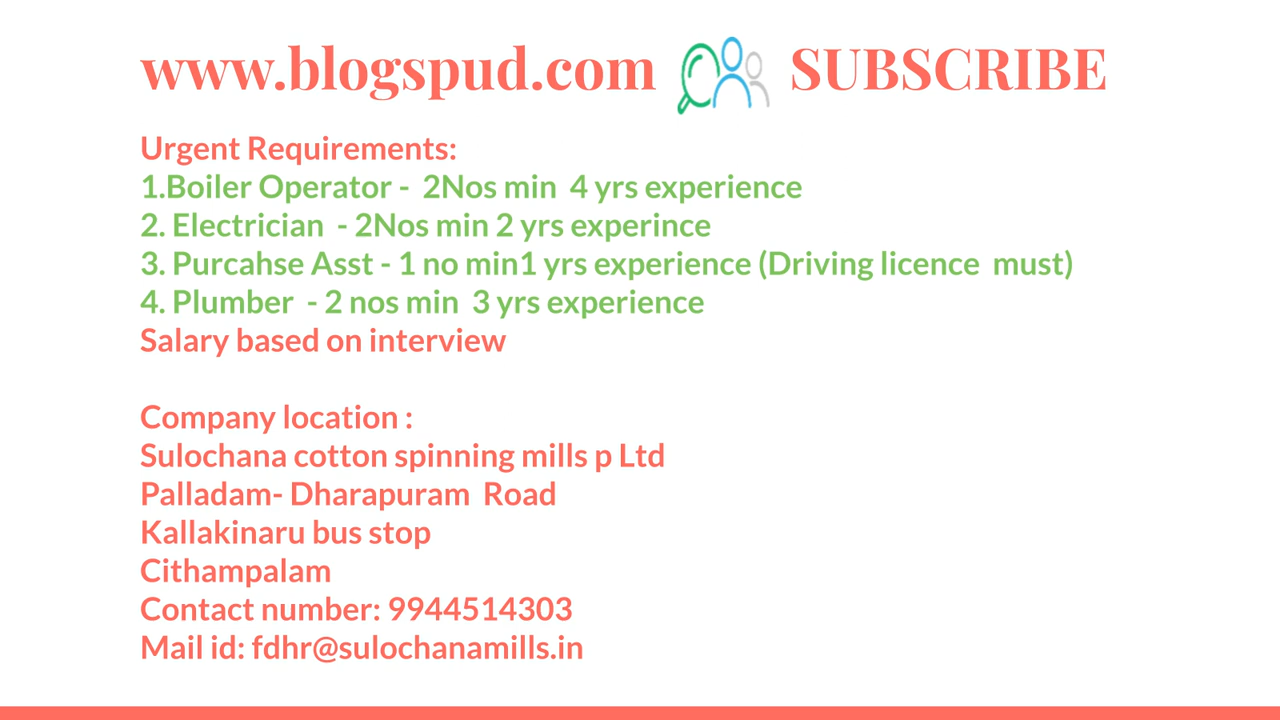 www.blogspud.com SUBSCRIBE
Urgent Requirements:
1.Boiler Operator - 2Nos min 4 yrs experience
2. Electrician - 2Nos min 2 yrs experince
3. Purcahse Asst - 1 no min1 yrs experience (Driving licence must)
4. Plumber - 2 nos min 3 yrs experience
Salary based on interview
Company location :
Sulochana cotton spinning mills p Ltd
Palladam- Dharapuram Road
Kallakinaru bus stop
Cithampalam
Contact number: 9944514303
Mail id: fdhr@sulochanamills.in